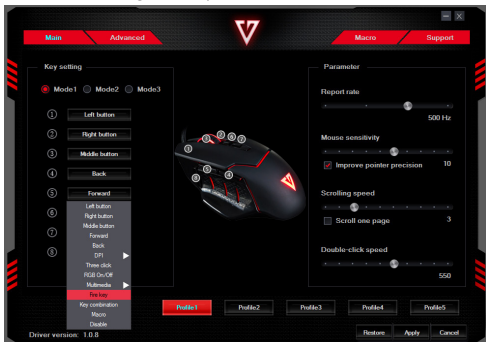 Main
Advanced
Macro
Support
Key setting
Mode1 Mode2 Mode3
1 Left button
2 Right button
3 Middle button
4 Back
5 Forward
6
7
8
Left button
Right button
Middle button
Forward
Back
DPI
Three click
RGB On/Off
Multimedia
Fire key
Key combination
Macro
Disable
Parameter
Report rate
500 Hz
Mouse sensitivity
Improve pointer precision 10
Scrolling speed
Scroll one page 3
Double-click speed
550
Profile1
Profile2
Profile3
Profile4
Profile5
Driver version: 1.0.8
Restore
Apply
Cancel